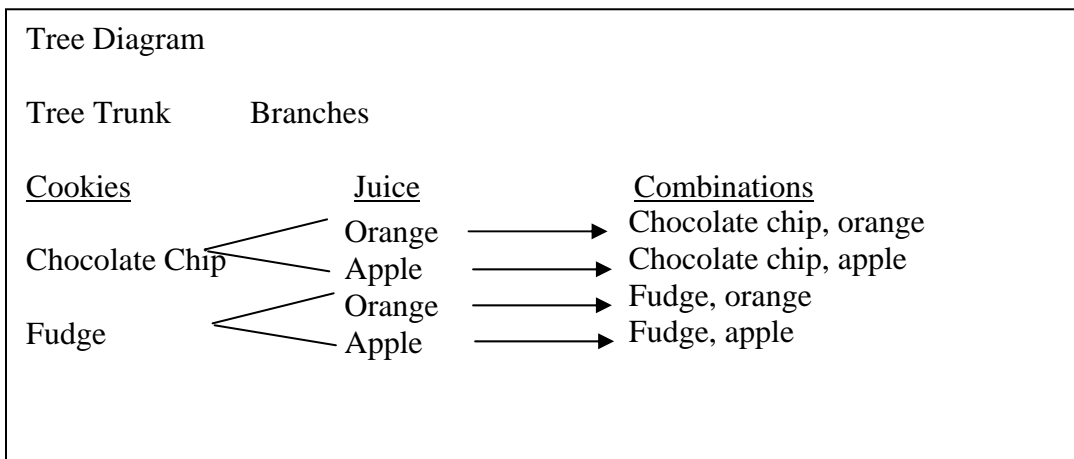 Tree Diagram
Tree Trunk Branches
Cookies Juice Combinations
Chocolate Chip
Orange Chocolate chip, orange
Apple Chocolate chip, apple
Fudge
Orange Fudge, orange
Apple Fudge, apple